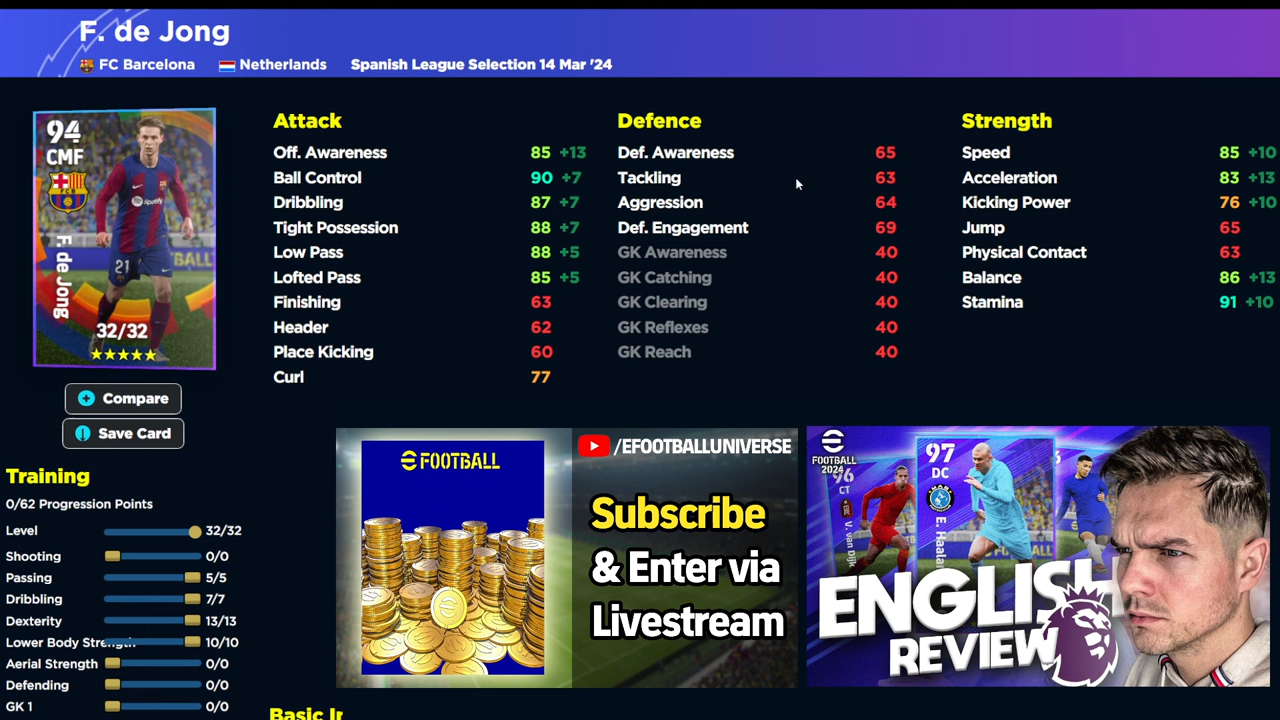 F. de Jong
FC Barcelona Netherlands Spanish League Selection 14 Mar '24
94
CMF
F. de Jong
21
Spotify
32/32
Compare
Save Card
Attack
Off. Awareness 85 +13
Ball Control 90 +7
Dribbling 87 +7
Tight Possession 88 +7
Low Pass 88 +5
Lofted Pass 85 +5
Finishing 63
Header 62
Place Kicking 60
Curl 77
Defence
Def. Awareness 65
Tackling 63
Aggression 64
Def. Engagement 69
GK Awareness 40
GK Catching 40
GK Clearing 40
GK Reflexes 40
GK Reach 40
Strength
Speed 85 +10
Acceleration 83 +13
Kicking Power 76 +10
Jump 65
Physical Contact 63
Balance 86 +13
Stamina 91 +10
Training
0/62 Progression Points
Level 32/32
Shooting 0/0
Passing 5/5
Dribbling 7/7
Dexterity 13/13
Lower Body Strength 10/10
Aerial Strength 0/0
Defending 0/0
GK 1 0/0
EFOOTBALL
/EFOOTBALLUNIVERSE
Subscribe
& Enter via
Livestream
FOOTBALL
2024
96
CT
V. van Dijk
97
DC
E. Haala
ENGLISH
REVIEW